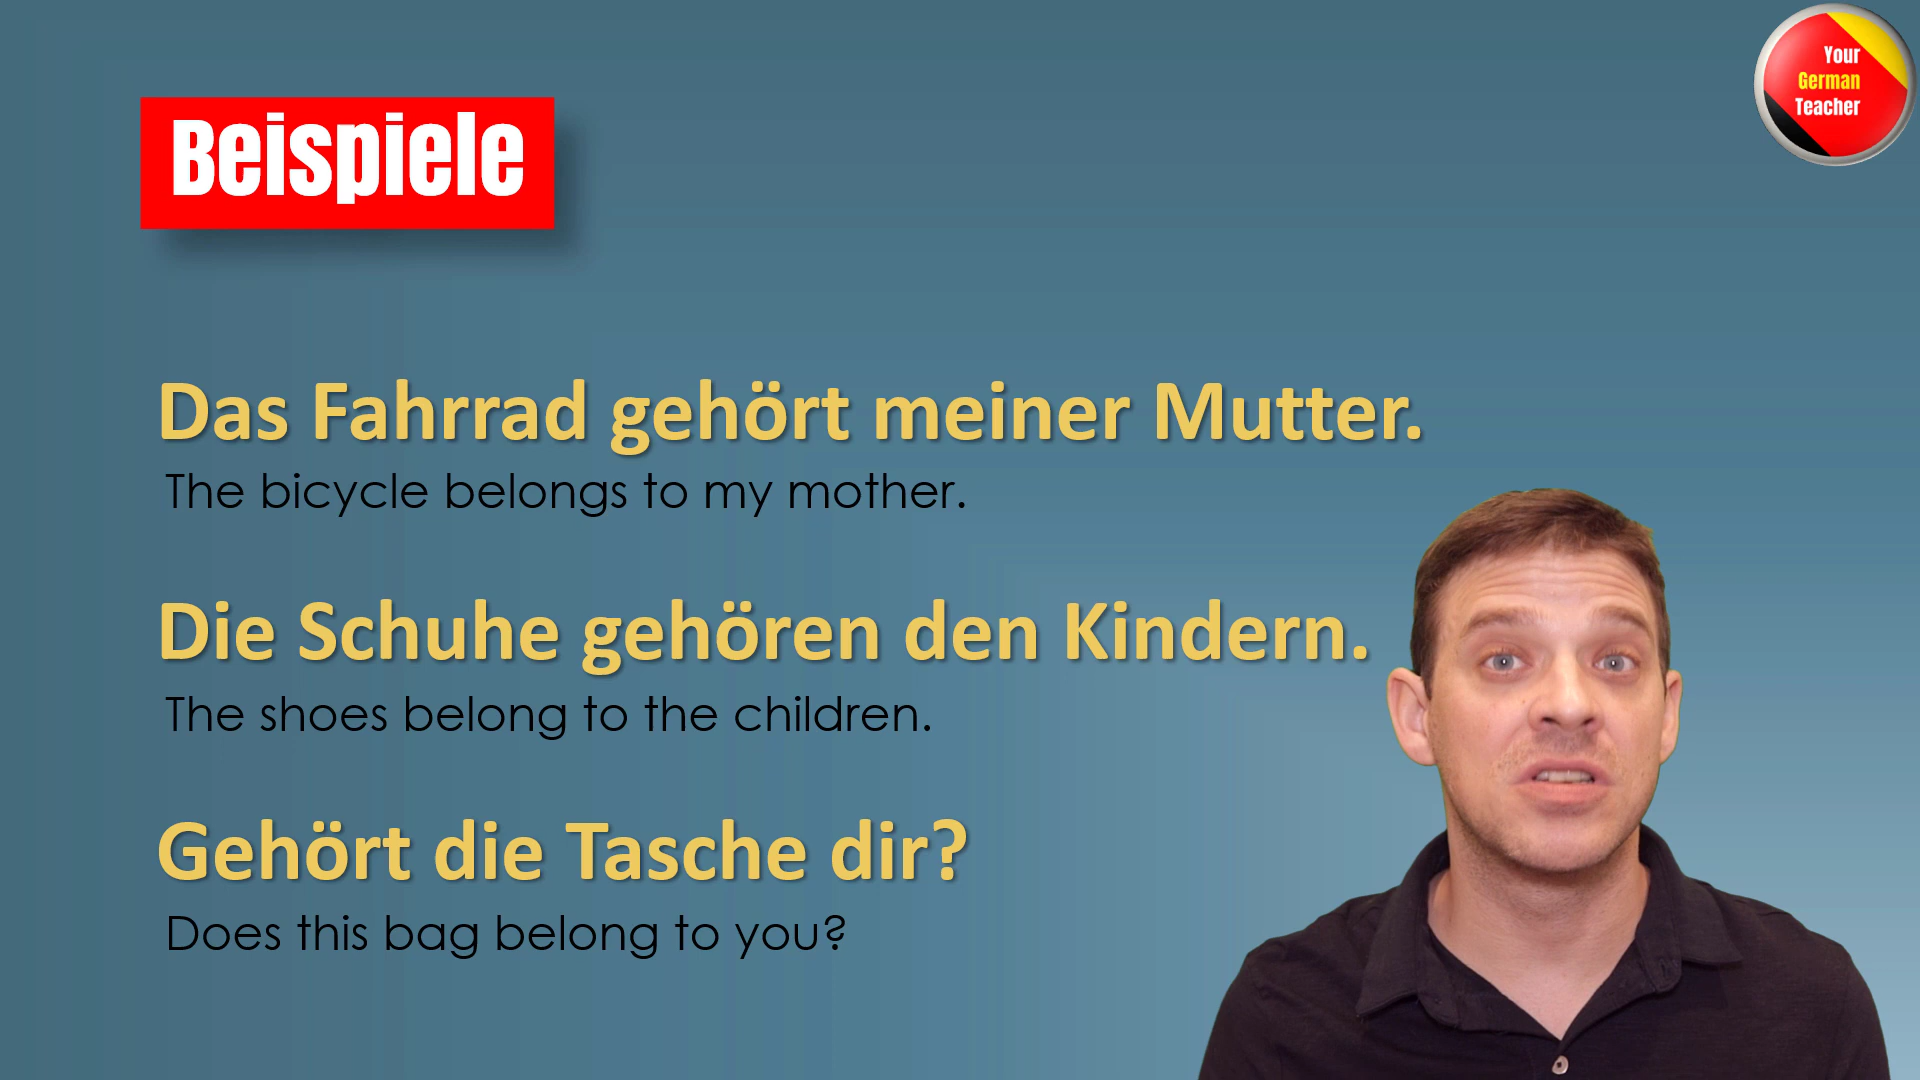 Your
German
Teacher
Beispiele
Das Fahrrad gehört meiner Mutter.
The bicycle belongs to my mother.
Die Schuhe gehören den Kindern.
The shoes belong to the children.
Gehört die Tasche dir?
Does this bag belong to you?